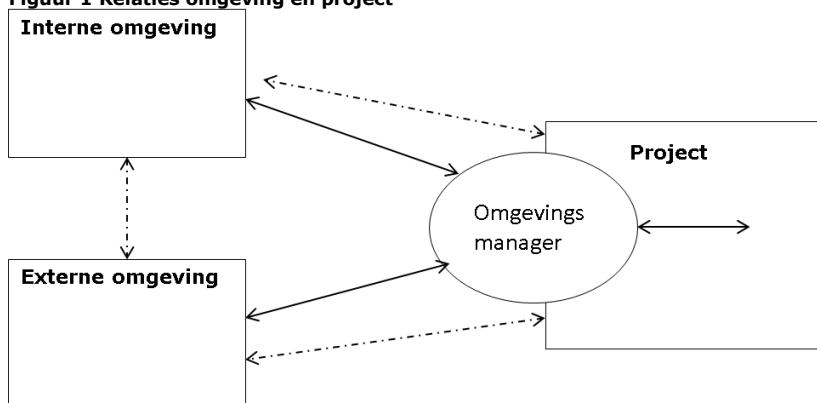 Figuur 1 Relaties omgeving en project
Interne omgeving
Project
Omgevings
manager
Externe omgeving